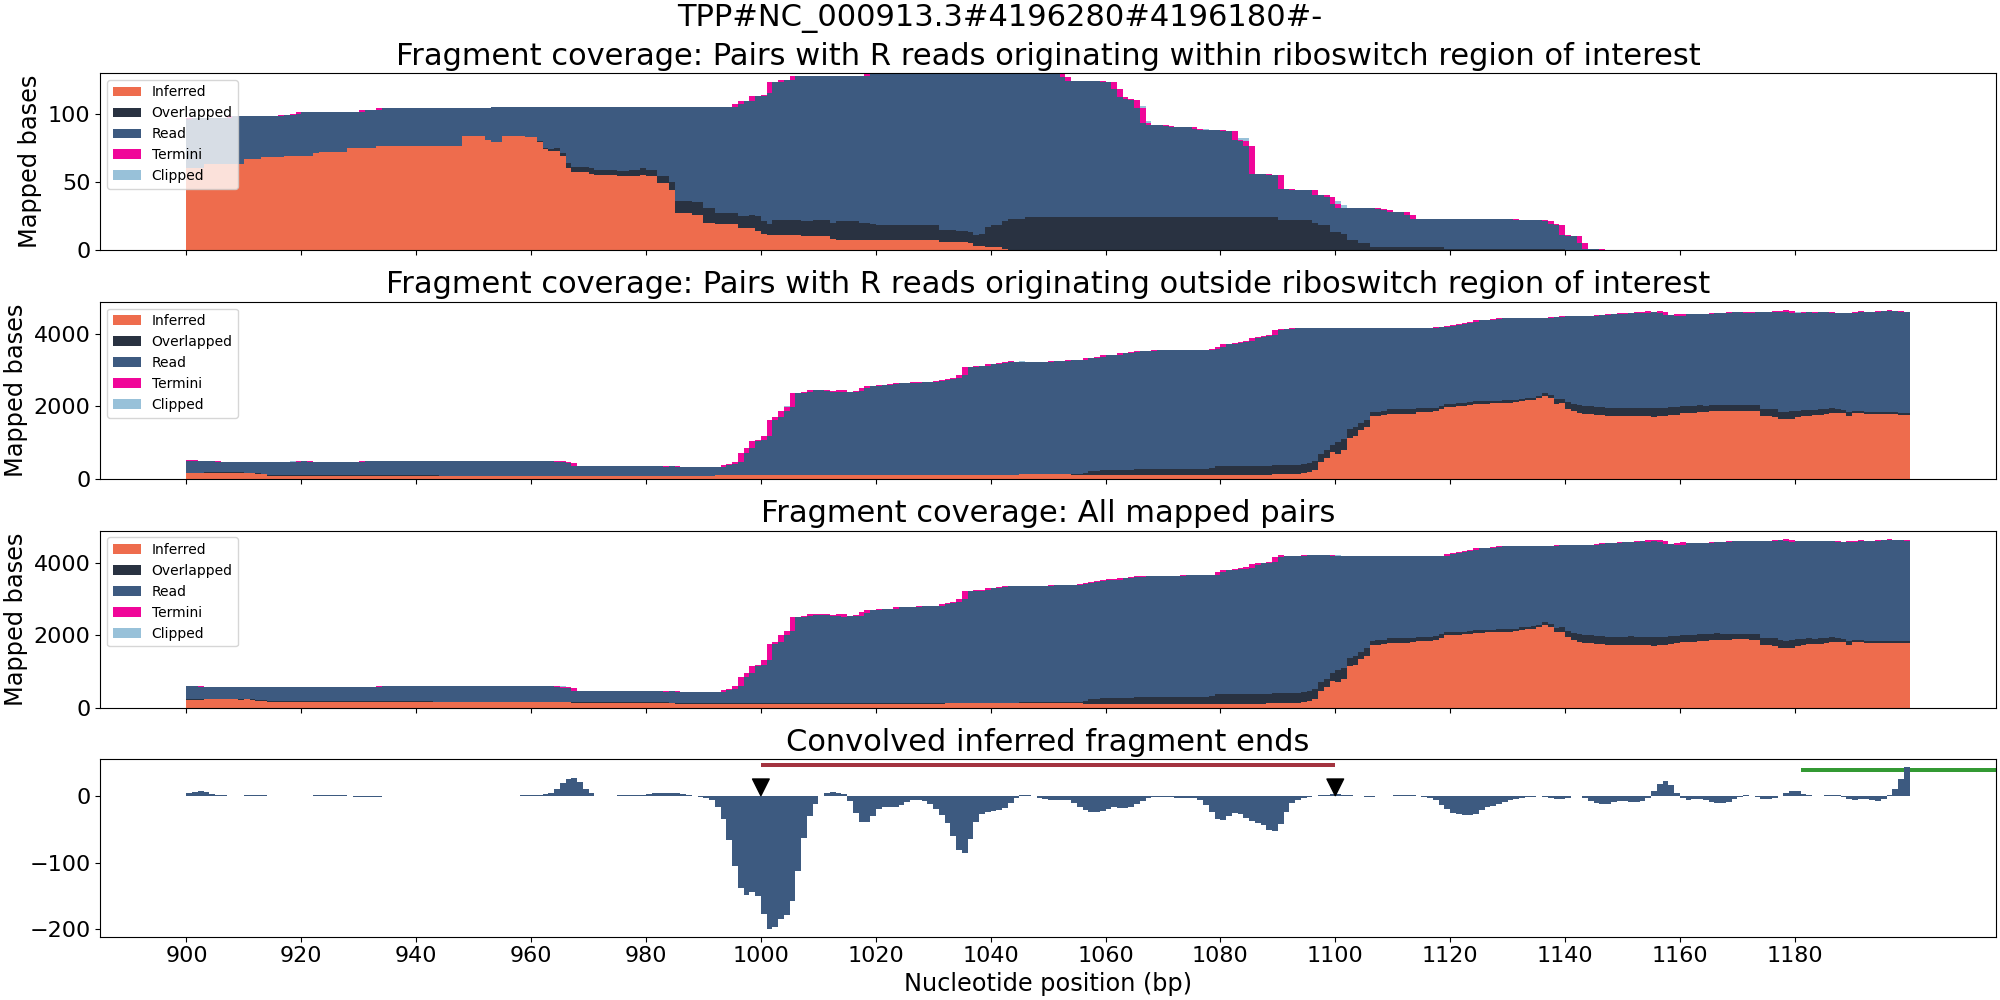 TPP#NC_000913.3#4196280#4196180#-
Fragment coverage: Pairs with R reads originating within riboswitch region of interest
Mapped bases
100
50
0
Inferred
Overlapped
Read
Termini
Clipped
Fragment coverage: Pairs with R reads originating outside riboswitch region of interest
Mapped bases
4000
2000
0
Inferred
Overlapped
Read
Termini
Clipped
Fragment coverage: All mapped pairs
Mapped bases
4000
2000
0
Inferred
Overlapped
Read
Termini
Clipped
Convolved inferred fragment ends
0
−100
−200
900 920 940 960 980 1000 1020 1040 1060 1080 1100 1120 1140 1160 1180
Nucleotide position (bp)